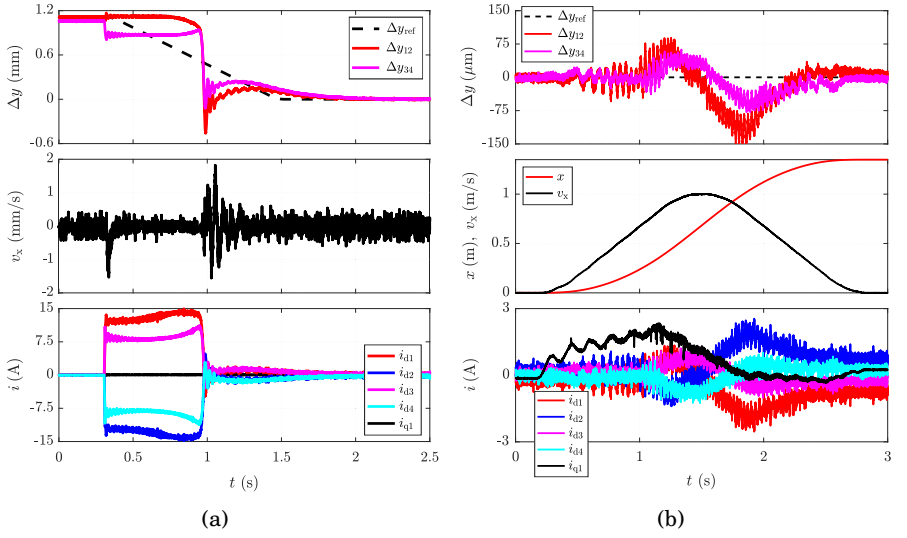 1.2
0.6
0
-0.6
Δy (mm)
Δy_ref
Δy_12
Δy_34
2
1
0
-1
-2
v_x (mm/s)
15
7.5
0
-7.5
-15
i (A)
i_d1
i_d2
i_d3
i_d4
i_q1
0 0.5 1 1.5 2 2.5
t (s)
(a)
150
75
0
-75
-150
Δy (μm)
Δy_ref
Δy_12
Δy_34
1
0.5
0
x (m), v_x (m/s)
x
v_x
3
0
-3
i (A)
i_d1
i_d2
i_d3
i_d4
i_q1
0 1 2 3
t (s)
(b)